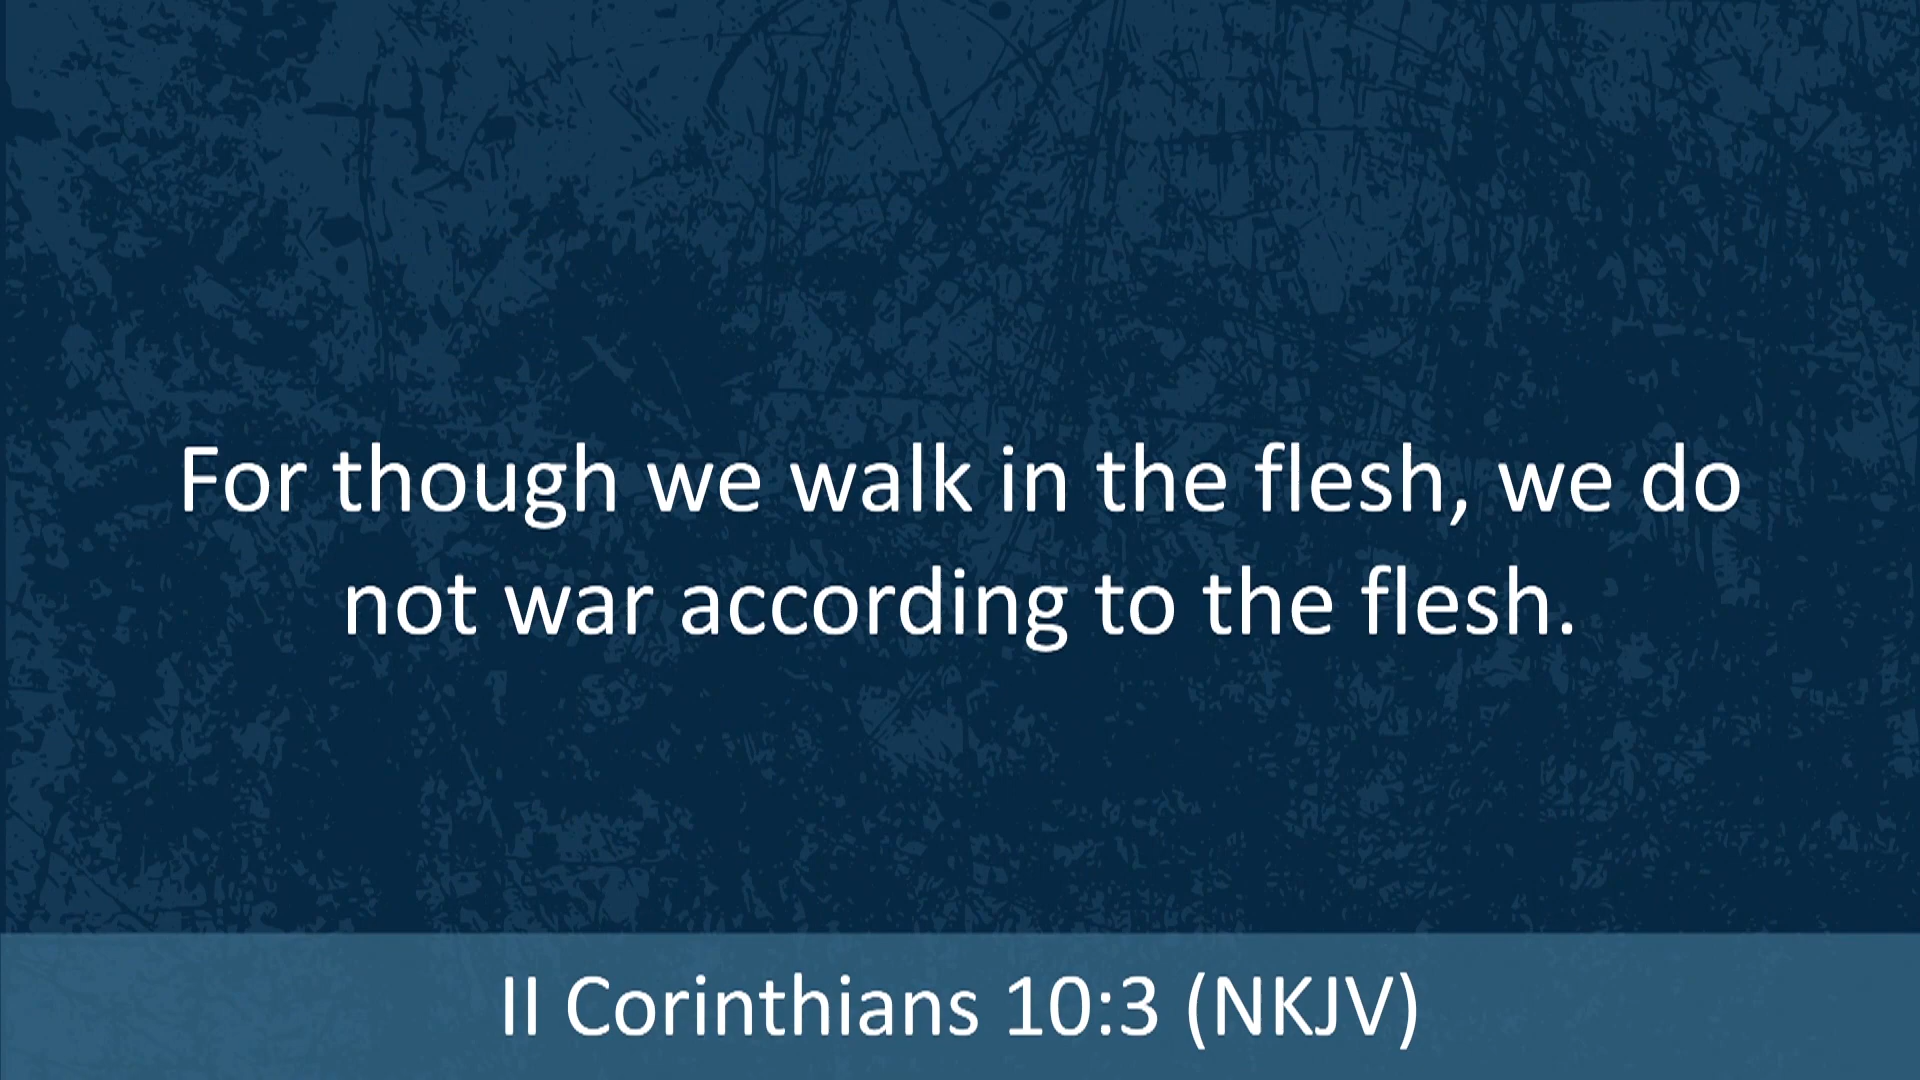 For though we walk in the flesh, we do
not war according to the flesh.
II Corinthians 10:3 (NKJV)